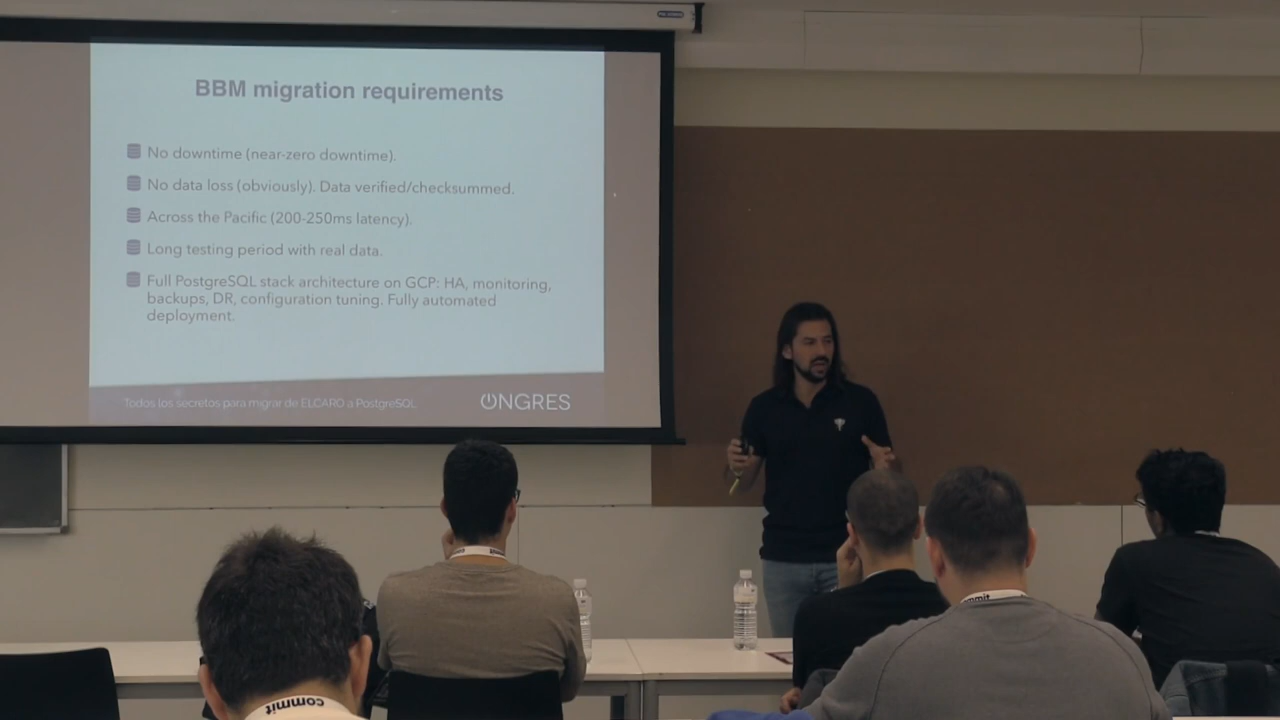 BBM migration requirements
No downtime (near-zero downtime).
No data loss (obviously). Data verified/checksummed.
Across the Pacific (200-250ms latency).
Long testing period with real data.
Full PostgreSQL stack architecture on GCP: HA, monitoring,
backups, DR, configuration tuning. Fully automated
deployment.
Todos los secretos para migrar de ELCARO a PostgreSQL
ONGRES
commit
mmit